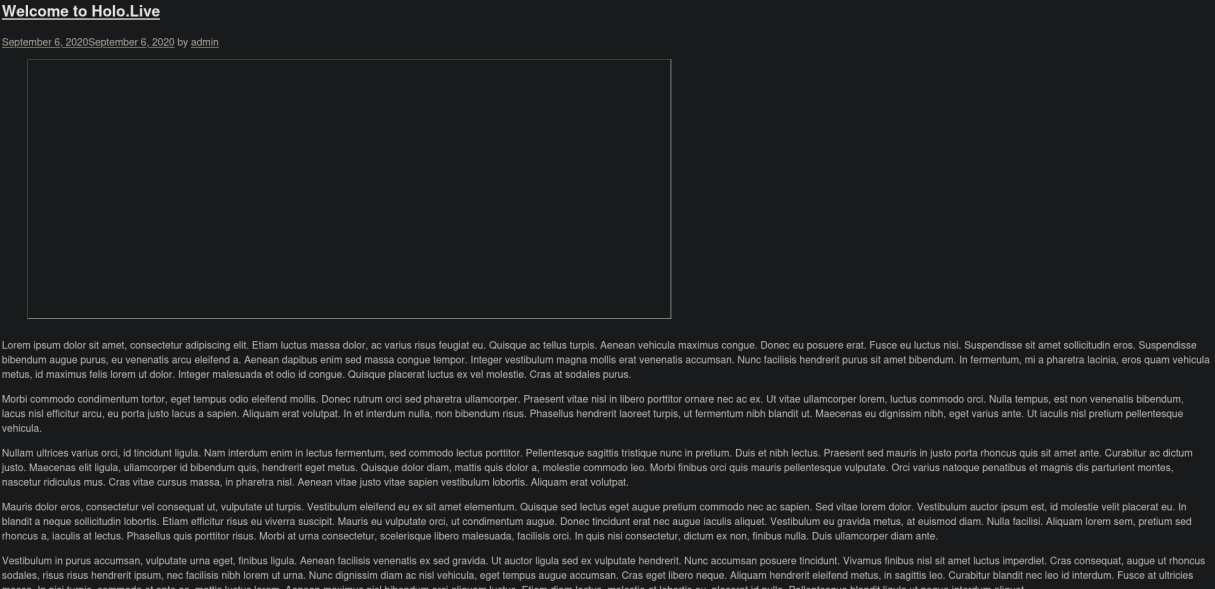 Welcome to Holo.Live
September 6, 2020September 6, 2020 by admin
Lorem ipsum dolor sit amet, consectetur adipiscing elit. Etiam luctus massa dolor, ac varius risus feugiat eu. Quisque ac tellus turpis. Aenean vehicula maximus congue. Donec eu posuere erat. Fusce eu luctus nisi. Suspendisse sit amet sollicitudin eros. Suspendisse
bibendum augue purus, eu venenatis arcu eleifend a. Aenean dapibus enim sed massa congue tempor. Integer vestibulum magna mollis erat venenatis accumsan. Nunc facilisis hendrerit purus sit amet bibendum. In fermentum, mi a pharetra lacinia, eros quam vehicula
metus, id maximus felis lorem ut dolor. Integer malesuada et odio id congue. Quisque placerat luctus ex vel molestie. Cras at sodales purus.
Morbi commodo condimentum tortor, eget tempus odio eleifend mollis. Donec rutrum orci sed pharetra ullamcorper. Praesent vitae nisl in libero porttitor ornare nec ac ex. Ut vitae ullamcorper lorem, luctus commodo orci. Nulla tempus, est non venenatis bibendum,
lacus nisl efficitur arcu, eu porta justo lacus a sapien. Aliquam erat volutpat. In et interdum nulla, non bibendum risus. Phasellus hendrerit laoreet turpis, ut fermentum nibh blandit ut. Maecenas eu dignissim nibh, eget varius ante. Ut iaculis nisl pretium pellentesque
vehicula.
Nullam ultrices varius orci, id tincidunt ligula. Nam interdum enim in lectus fermentum, sed commodo lectus porttitor. Pellentesque sagittis tristique nunc in pretium. Duis et nibh lectus. Praesent sed mauris in justo porta rhoncus quis sit amet ante. Curabitur ac dictum
justo. Maecenas elit ligula, ullamcorper id bibendum quis, hendrerit eget metus. Quisque dolor diam, mattis quis dolor a, molestie commodo leo. Morbi finibus orci quis mauris pellentesque vulputate. Orci varius natoque penatibus et magnis dis parturient montes,
nascetur ridiculus mus. Cras vitae cursus massa, in pharetra nisl. Aenean vitae justo vitae sapien vestibulum lobortis. Aliquam erat volutpat.
Mauris dolor eros, consectetur vel consequat ut, vulputate ut turpis. Vestibulum eleifend eu ex sit amet elementum. Quisque sed lectus eget augue pretium commodo nec ac sapien. Sed vitae lorem dolor. Vestibulum auctor ipsum est, id molestie velit placerat eu. In
blandit a neque sollicitudin lobortis. Etiam efficitur risus eu viverra suscipit. Mauris eu vulputate orci, ut condimentum augue. Donec tincidunt erat nec augue iaculis aliquet. Vestibulum eu gravida metus, at euismod diam. Nulla facilisi. Aliquam lorem sem, pretium sed
rhoncus a, iaculis at lectus. Phasellus quis porttitor risus. Morbi at urna consectetur, scelerisque libero malesuada, facilisis orci. In quis nisi consectetur, dictum ex non, finibus nulla. Duis ullamcorper diam ante.
Vestibulum in purus accumsan, vulputate urna eget, finibus ligula. Aenean facilisis venenatis ex sed gravida. Ut auctor ligula sed ex vulputate hendrerit. Nunc accumsan posuere tincidunt. Vivamus finibus nisl sit amet luctus imperdiet. Cras consequat, augue ut rhoncus
sodales, risus risus hendrerit ipsum, nec facilisis nibh lorem ut urna. Nunc dignissim diam ac nisl vehicula, eget tempus augue accumsan. Cras eget libero neque. Aliquam hendrerit eleifend metus, in sagittis leo. Curabitur blandit nec leo id interdum. Fusce at ultricies